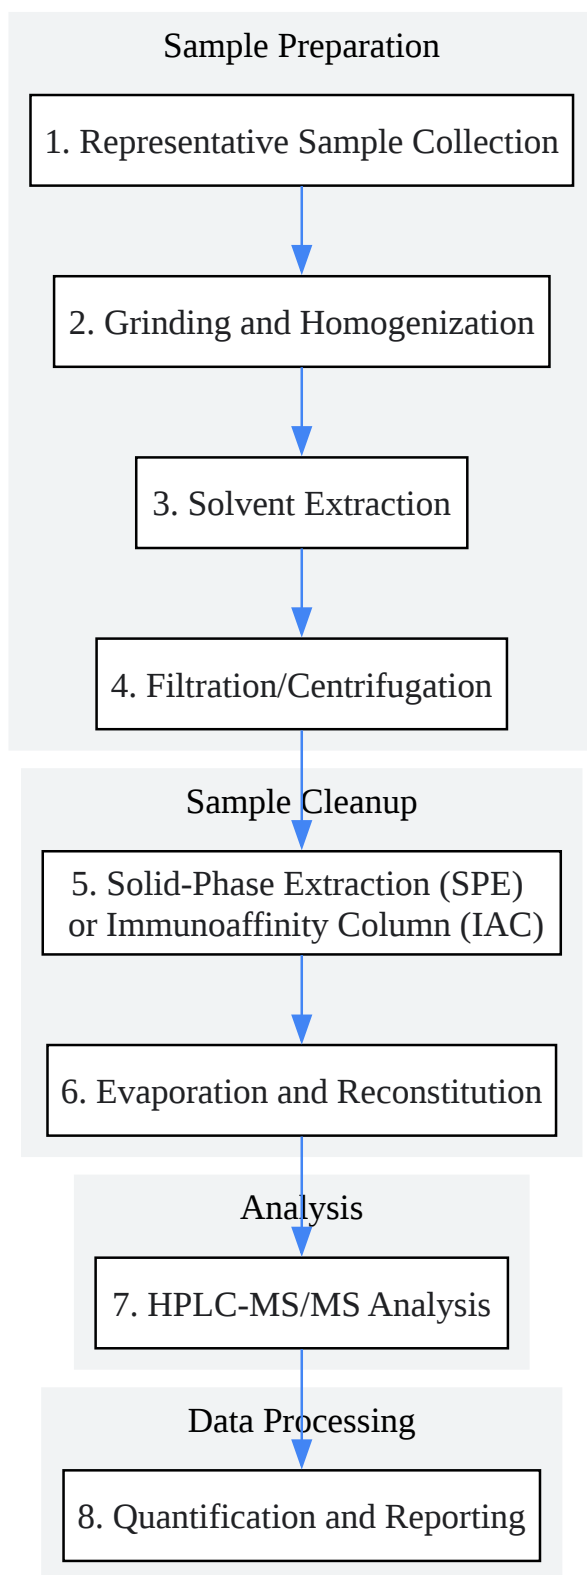 Sample Preparation
1. Representative Sample Collection
2. Grinding and Homogenization
3. Solvent Extraction
4. Filtration/Centrifugation
Sample Cleanup
5. Solid-Phase Extraction (SPE)
or Immunoaffinity Column (IAC)
6. Evaporation and Reconstitution
Analysis
7. HPLC-MS/MS Analysis
Data Processing
8. Quantification and Reporting